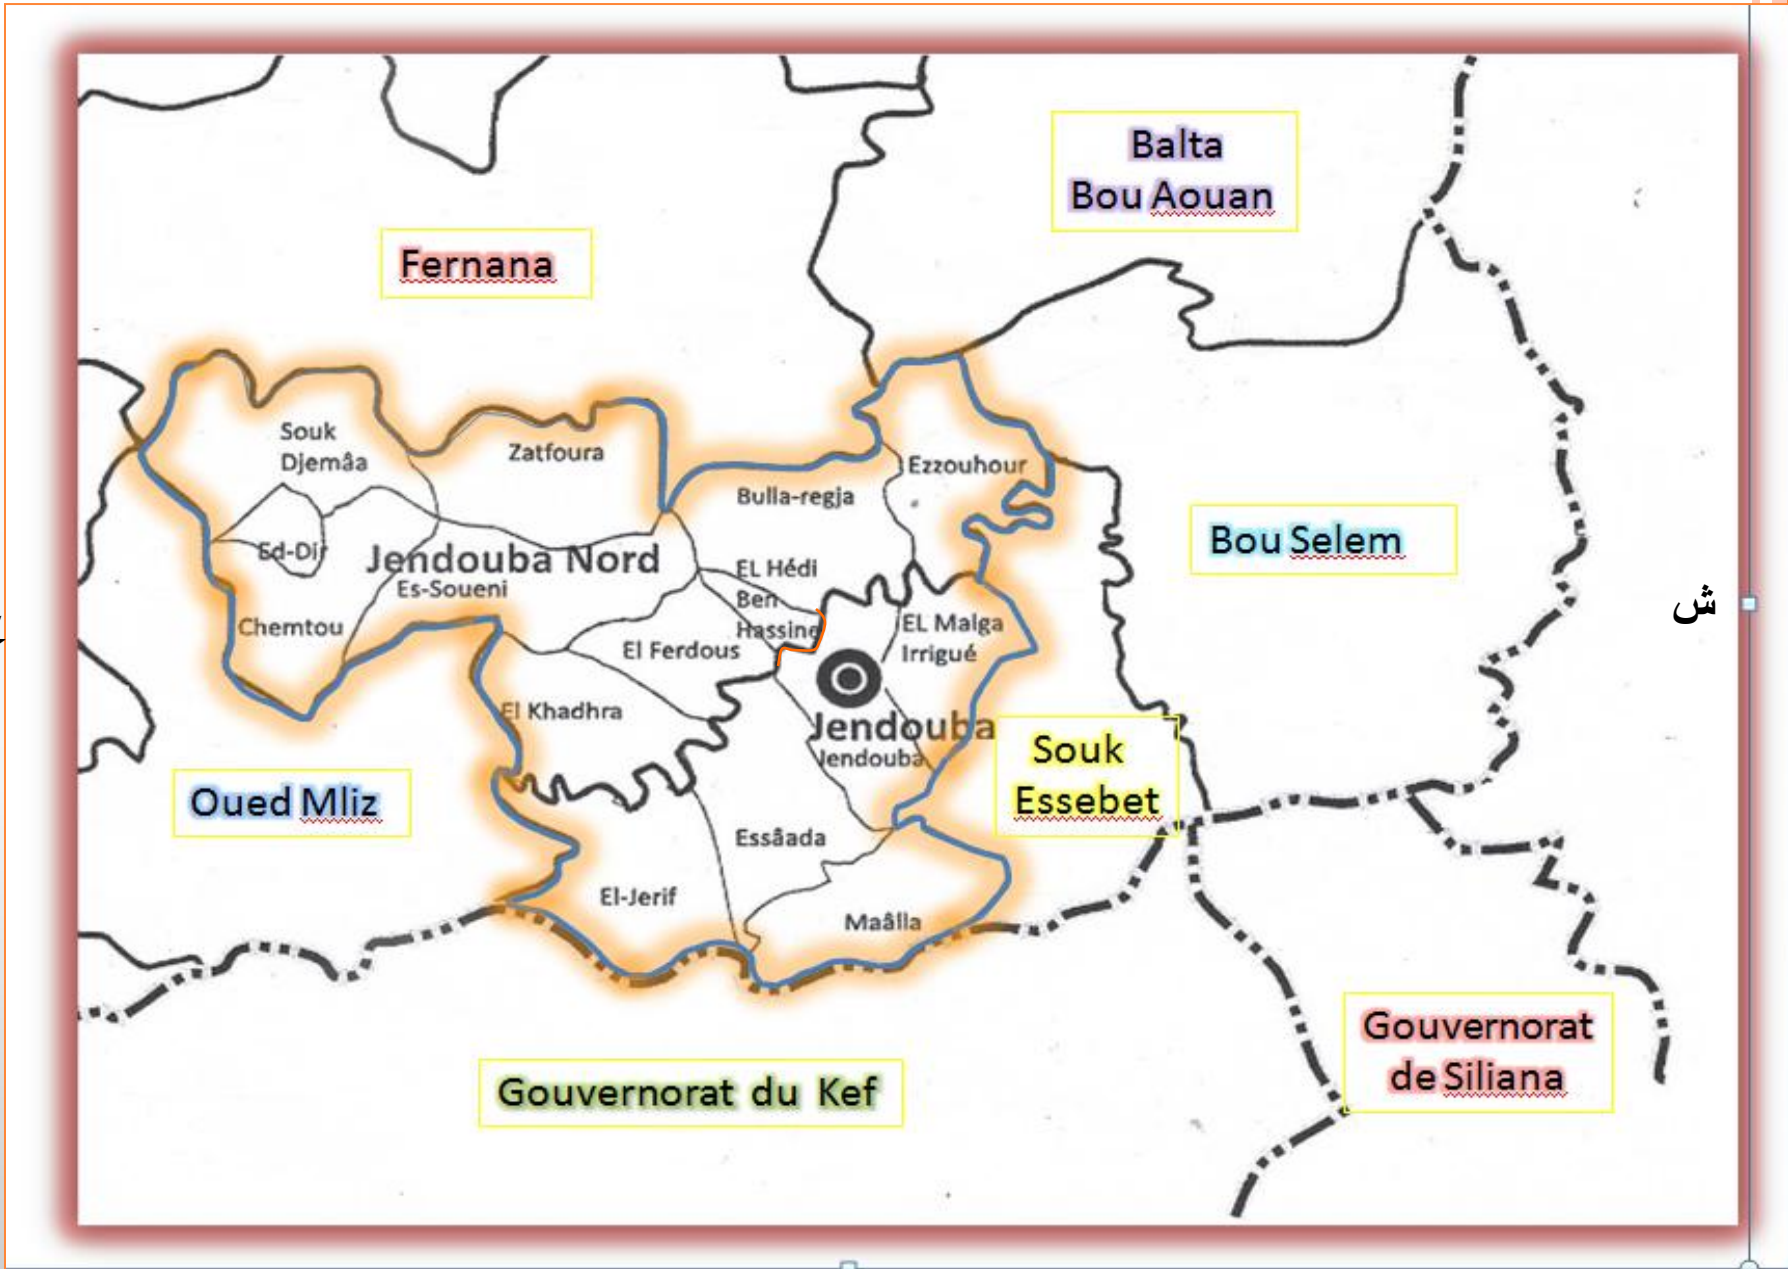 Balta
Bou Aouan
Fernana
Souk
Djemâa
Zatfoura
Ezzouhour
Bulla-regja
Bou Selem
Ed-Dir
Jendouba Nord
EL Hédi
Es-Soueni
Ben
ش
Chemtou
Hassine
EL Malga
El Ferdous
Irrigué
El Khadhra
Jendouba
Jendouba
Souk
Essebet
Oued Mliz
Essâada
El-Jerif
Maâlla
Gouvernorat
de Siliana
Gouvernorat du Kef